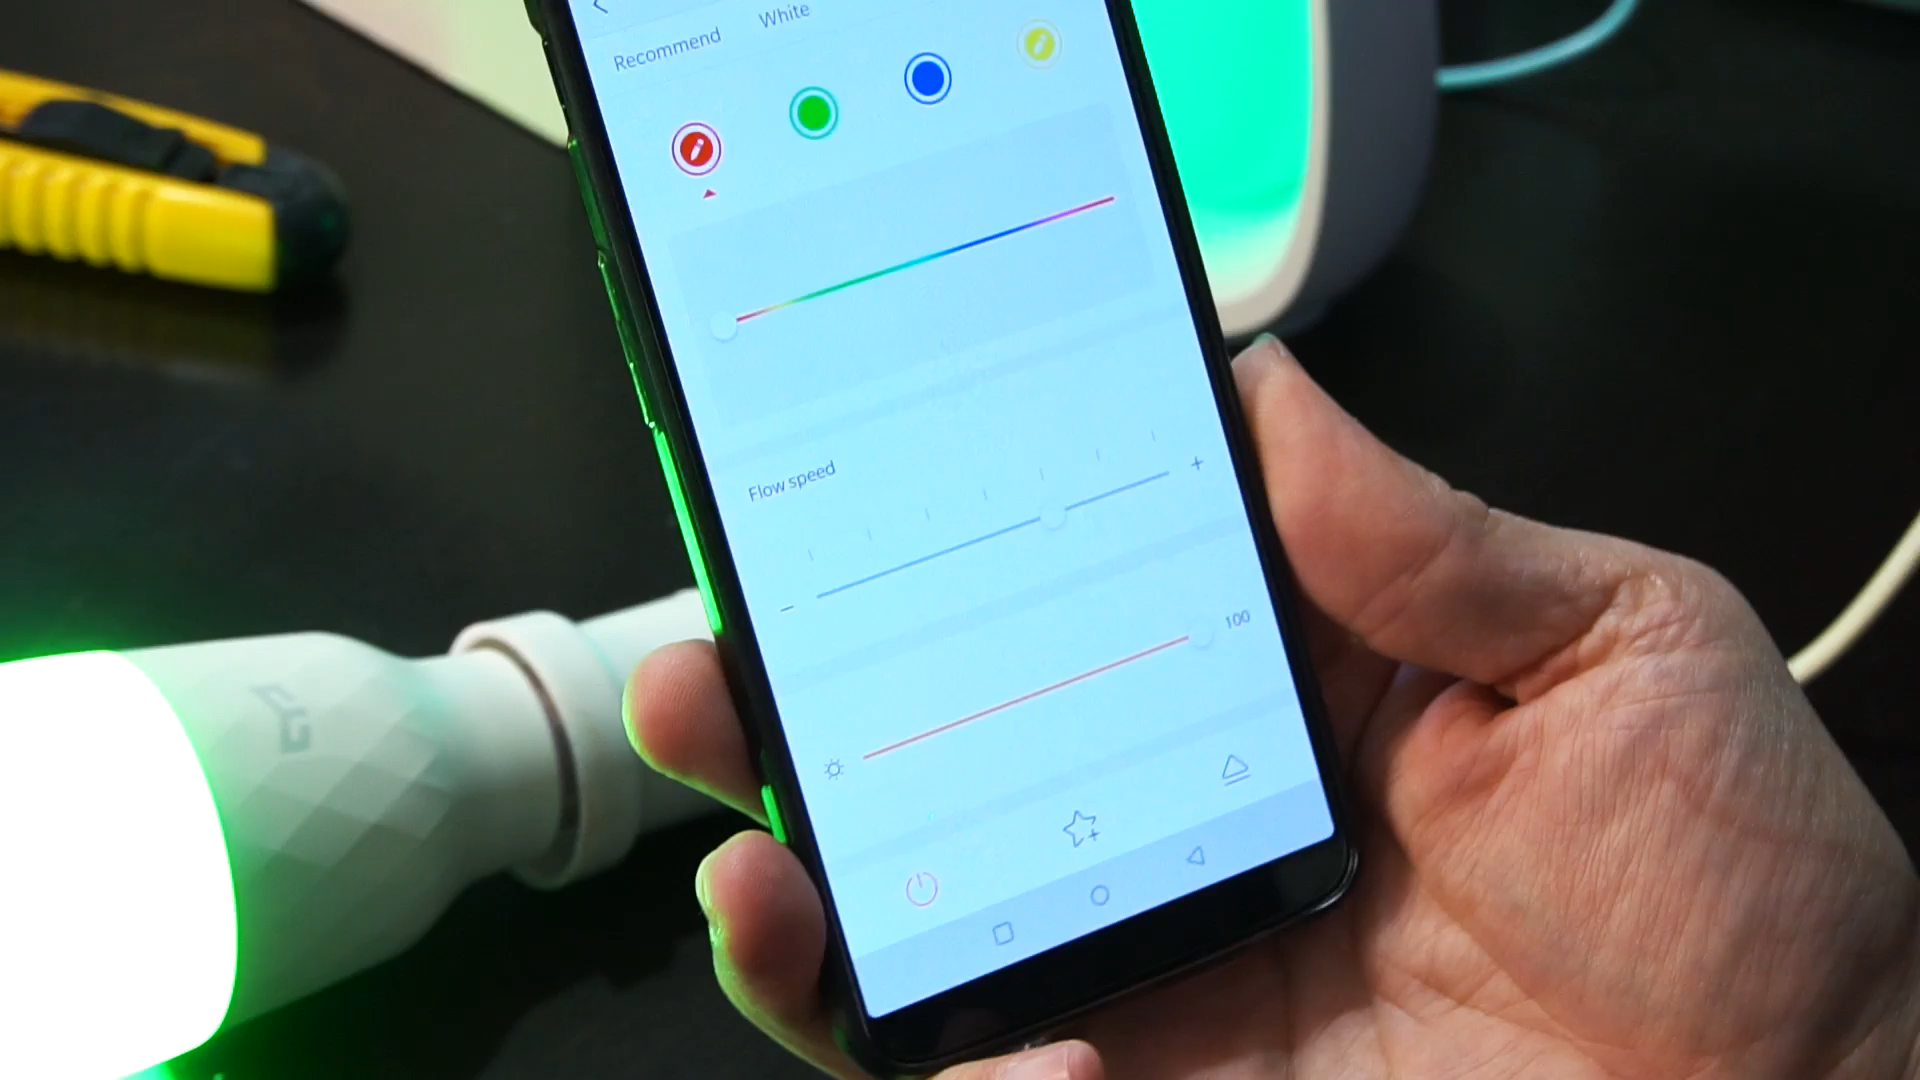 Recommend White
Flow speed
− +
100